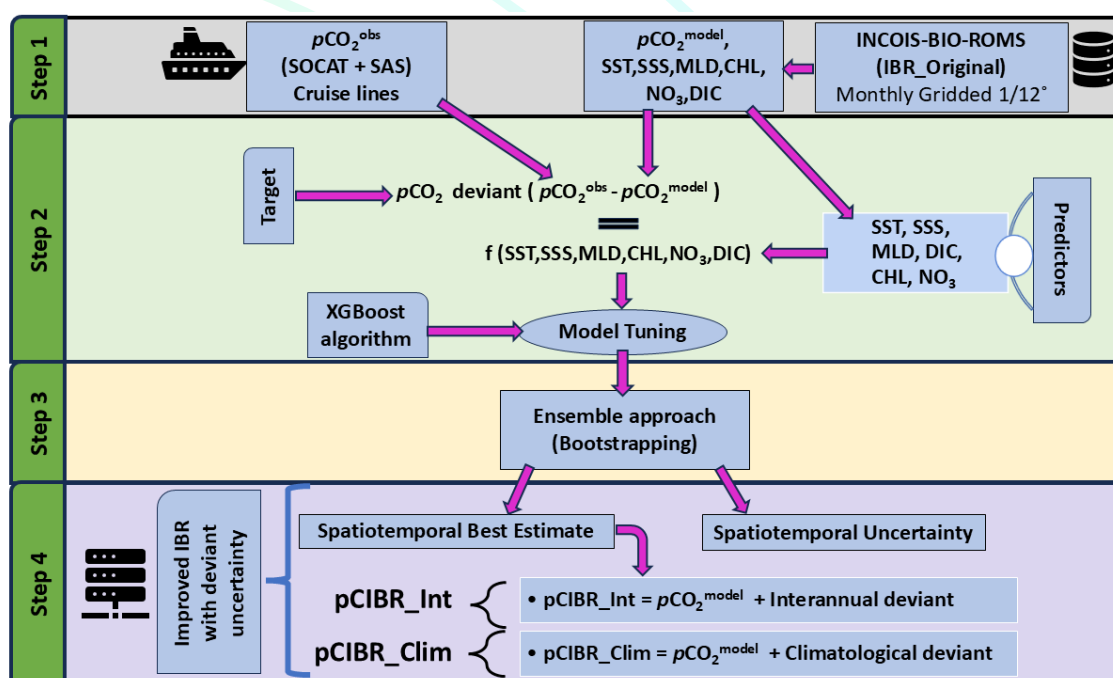 Step 1
pCO₂ᵒᵇˢ
(SOCAT + SAS)
Cruise lines
pCO₂ᵐᵒᵈᵉˡ,
SST,SSS,MLD,CHL,
NO₃,DIC
INCOIS-BIO-ROMS
(IBR_Original)
Monthly Gridded 1/12°
Step 2
Target
pCO₂ deviant ( pCO₂ᵒᵇˢ - pCO₂ᵐᵒᵈᵉˡ )
=
f (SST,SSS,MLD,CHL,NO₃,DIC)
SST, SSS,
MLD, DIC,
CHL, NO₃
Predictors
XGBoost
algorithm
Model Tuning
Step 3
Ensemble approach
(Bootstrapping)
Step 4
Improved IBR
with deviant
uncertainty
Spatiotemporal Best Estimate
Spatiotemporal Uncertainty
pCIBR_Int
• pCIBR_Int = pCO₂ᵐᵒᵈᵉˡ + Interannual deviant
pCIBR_Clim
• pCIBR_Clim = pCO₂ᵐᵒᵈᵉˡ + Climatological deviant